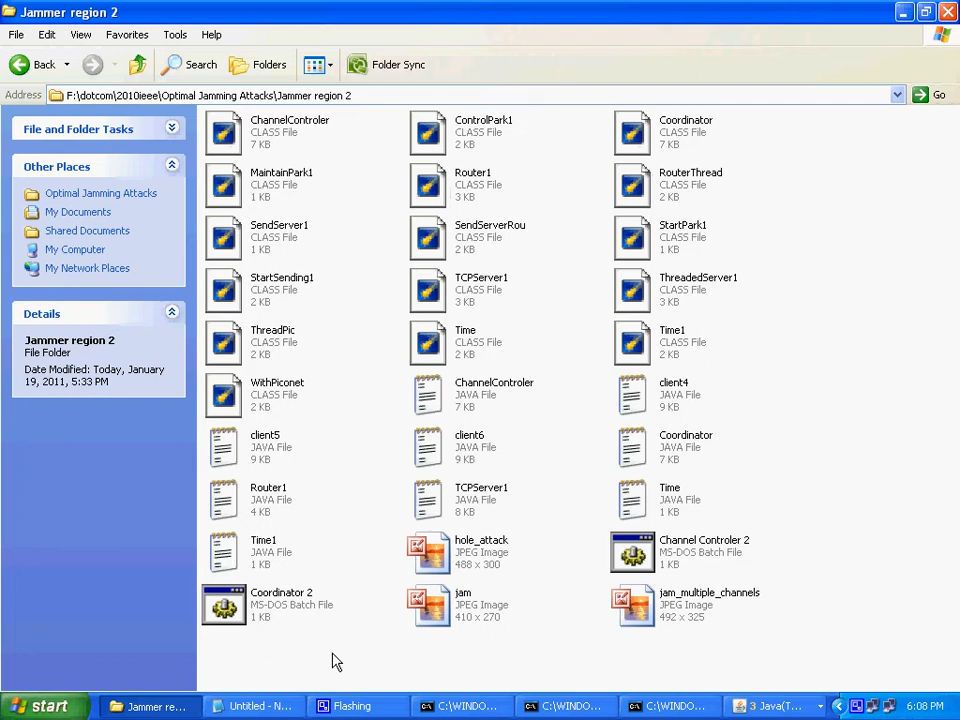 Jammer region 2
File Edit View Favorites Tools Help
Back Search Folders Folder Sync
Address F:\dotcom\2010ieee\Optimal Jamming Attacks\Jammer region 2 Go
File and Folder Tasks
Other Places
Optimal Jamming Attacks
My Documents
Shared Documents
My Computer
My Network Places
Details
Jammer region 2
File Folder
Date Modified: Today, January
19, 2011, 5:33 PM
ChannelControler
CLASS File
7 KB
ControlPark1
CLASS File
2 KB
Coordinator
CLASS File
7 KB
MaintainPark1
CLASS File
2 KB
Router1
CLASS File
3 KB
RouterThread
CLASS File
2 KB
SendServer1
CLASS File
1 KB
SendServerRou
CLASS File
2 KB
StartPark1
CLASS File
1 KB
StartSending1
CLASS File
2 KB
TCPServer1
CLASS File
3 KB
ThreadedServer1
CLASS File
3 KB
ThreadPic
CLASS File
2 KB
Time
CLASS File
2 KB
Time1
CLASS File
2 KB
WithPiconet
CLASS File
2 KB
ChannelControler
JAVA File
7 KB
client4
JAVA File
9 KB
client5
JAVA File
9 KB
client6
JAVA File
9 KB
Coordinator
JAVA File
7 KB
Router1
JAVA File
4 KB
TCPServer1
JAVA File
8 KB
Time
JAVA File
1 KB
Time1
JAVA File
1 KB
hole_attack
JPEG Image
488 x 300
Channel Controler 2
MS-DOS Batch File
1 KB
Coordinator 2
MS-DOS Batch File
1 KB
jam
JPEG Image
410 x 270
jam_multiple_channels
JPEG Image
492 x 325
start Jammer re... Untitled - N... Flashing C:\WINDO... C:\WINDO... C:\WINDO... 3 Java(T... 6:08 PM